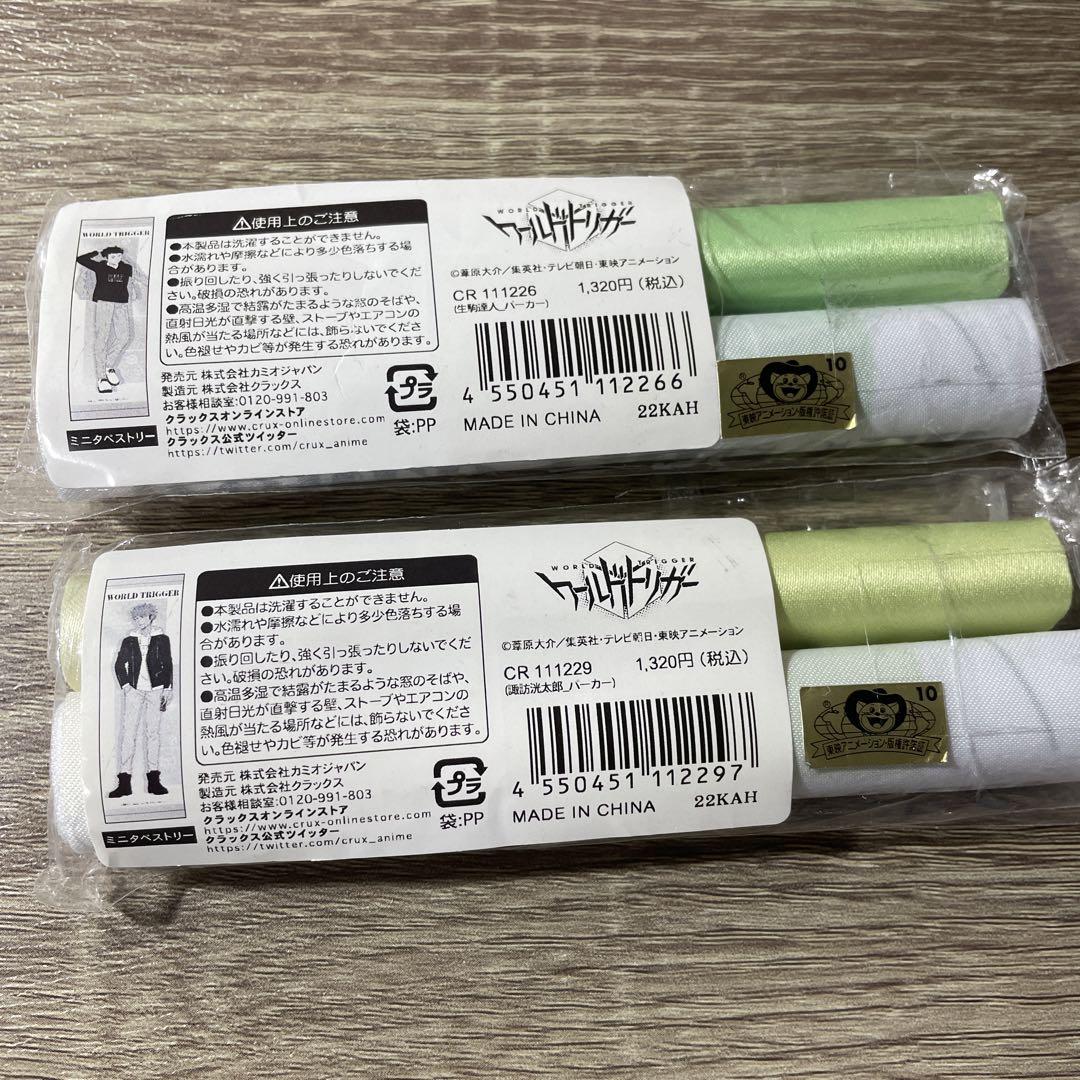 WORLD TRIGGER
ミニタペストリー
⚠使用上のご注意
●本製品は洗濯することができません。
●水濡れや摩擦などにより多少色落ちする場
合があります。
●振り回したり、強く引っ張ったりしないでくだ
さい。破損の恐れがあります。
●高温多湿で結露がたまるような窓のそばや、
直射日光が直撃する壁、ストーブやエアコンの
熱風が当たる場所などには、飾らないでくださ
い。色褪せやカビ等が発生する恐れがあります。
発売元 株式会社カミオジャパン
製造元 株式会社クラックス
お客様相談室:0120-991-803
クラックスオンラインストア
https://www.crux-onlinestore.com
クラックス公式ツイッター
https://twitter.com/crux_anime
プラ
袋:PP
WORLD TRIGGER
ワールドトリガー
©葦原大介/集英社・テレビ朝日・東映アニメーション
CR 111226 1,320円(税込)
(生駒達人_パーカー)
4 550451 112266
MADE IN CHINA 22KAH
10
®
東映アニメーション・版権許諾証
WORLD TRIGGER
ミニタペストリー
⚠使用上のご注意
●本製品は洗濯することができません。
●水濡れや摩擦などにより多少色落ちする場
合があります。
●振り回したり、強く引っ張ったりしないでくだ
さい。破損の恐れがあります。
●高温多湿で結露がたまるような窓のそばや、
直射日光が直撃する壁、ストーブやエアコンの
熱風が当たる場所などには、飾らないでくださ
い。色褪せやカビ等が発生する恐れがあります。
発売元 株式会社カミオジャパン
製造元 株式会社クラックス
お客様相談室:0120-991-803
クラックスオンラインストア
https://www.crux-onlinestore.com
クラックス公式ツイッター
https://twitter.com/crux_anime
プラ
袋:PP
WORLD TRIGGER
ワールドトリガー
©葦原大介/集英社・テレビ朝日・東映アニメーション
CR 111229 1,320円(税込)
(諏訪洸太郎_パーカー)
4 550451 112297
MADE IN CHINA 22KAH
10
®
東映アニメーション・版権許諾証